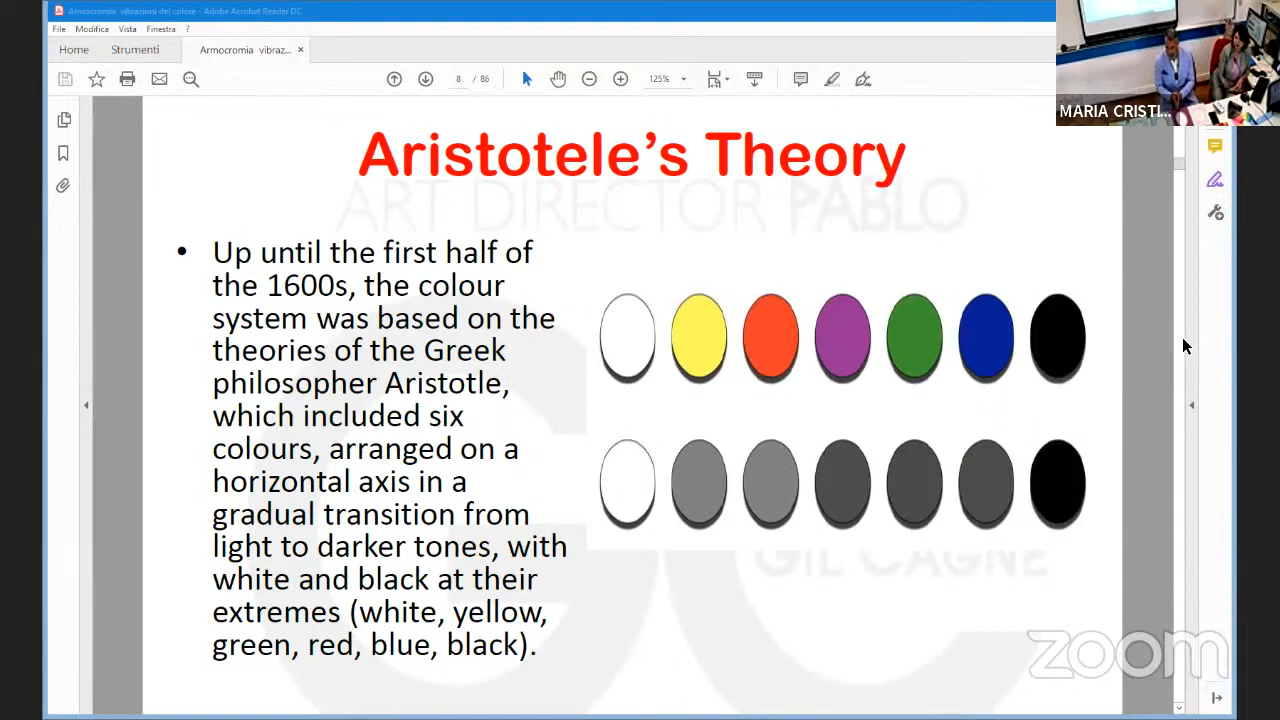 Armocromia vibrazioni del colore - Adobe Acrobat Reader DC
File Modifica Vista Finestra ?
Home Strumenti Armocromia vibraz... ×
8 / 86 125%
MARIA CRISTI...
Aristotele's Theory
ART DIRECTOR PABLO
• Up until the first half of
the 1600s, the colour
system was based on the
theories of the Greek
philosopher Aristotle,
which included six
colours, arranged on a
horizontal axis in a
gradual transition from
light to darker tones, with
white and black at their
extremes (white, yellow,
green, red, blue, black).
GIL CAGNE
GC
zoom